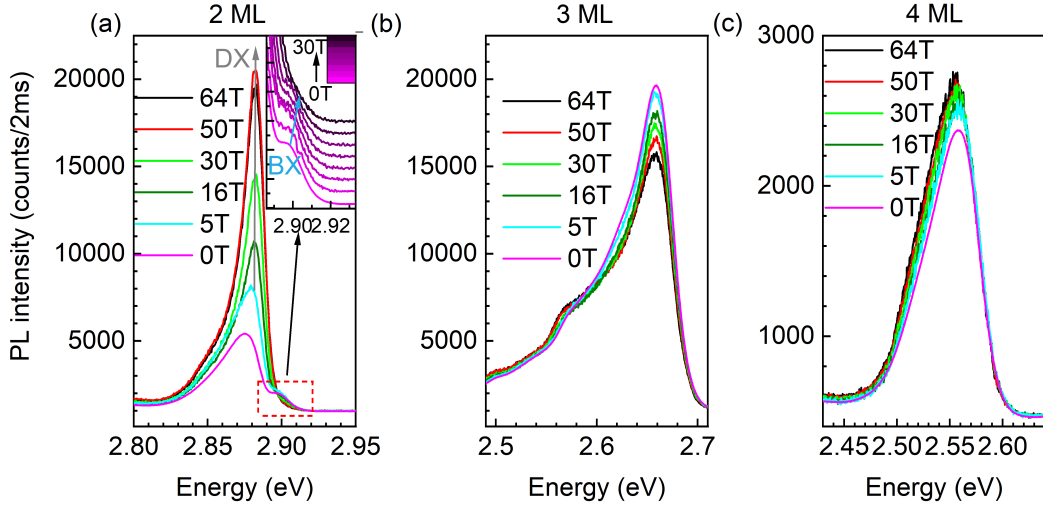 (a) 2 ML
PL intensity (counts/2ms)
20000
15000
10000
5000
64T
50T
30T
16T
5T
0T
DX
30T
0T
BX
2.90 2.92
2.80 2.85 2.90 2.95
Energy (eV)
(b) 3 ML
20000
15000
10000
5000
64T
50T
30T
16T
5T
0T
2.5 2.6 2.7
Energy (eV)
(c) 4 ML
3000
2000
1000
64T
50T
30T
16T
5T
0T
2.45 2.50 2.55 2.60
Energy (eV)